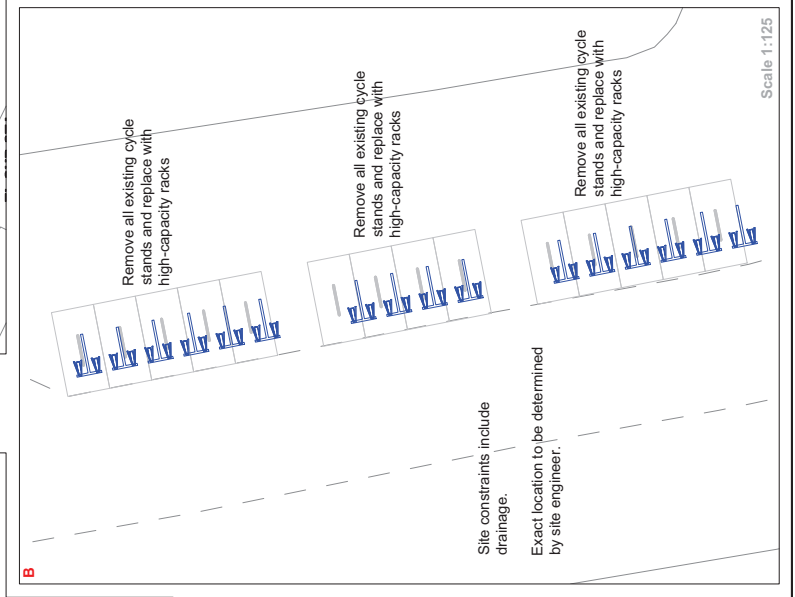 B
Remove all existing cycle
stands and replace with
high-capacity racks
Remove all existing cycle
stands and replace with
high-capacity racks
Remove all existing cycle
stands and replace with
high-capacity racks
Site constraints include
drainage.
Exact location to be determined
by site engineer.
Scale 1:125